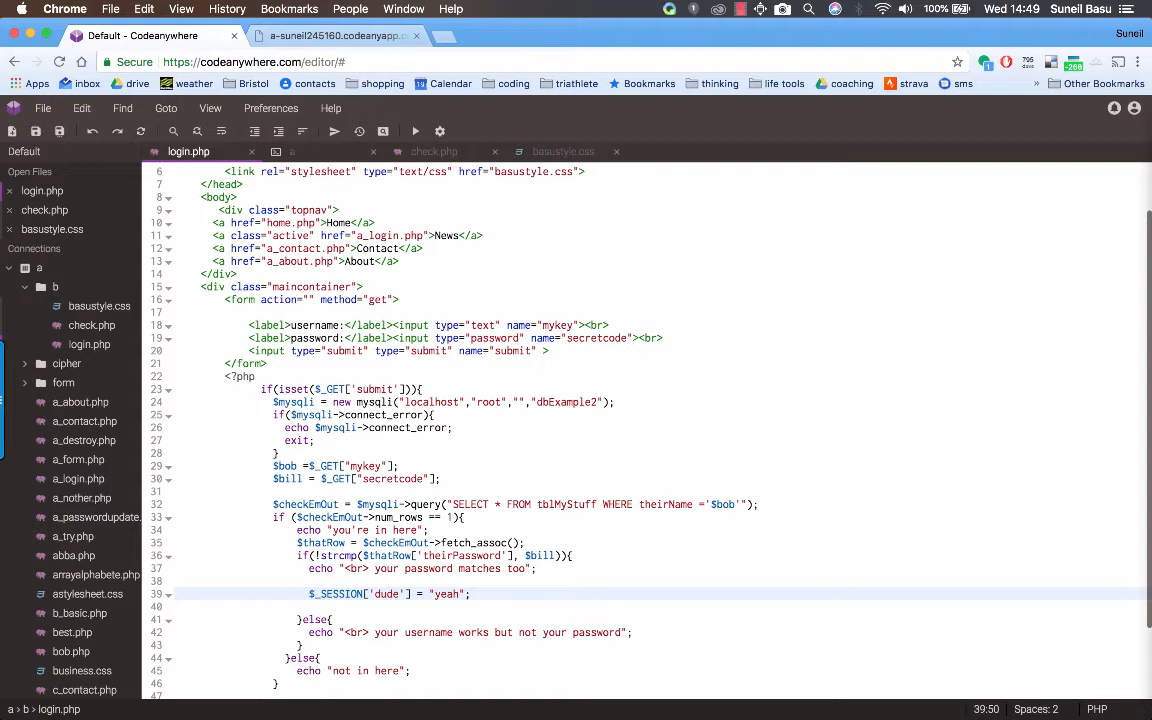 Chrome File Edit View History Bookmarks People Window Help 100% Wed 14:49 Suneil Basu
Default - Codeanywhere × a-suneil245160.codeanyapp.c × Suneil
Secure https://codeanywhere.com/editor/# 1 795 days -200
Apps inbox drive weather Bristol contacts shopping Calendar coding triathlete Bookmarks thinking life tools coaching strava sms » Other Bookmarks
File Edit Find Goto View Preferences Help
Default login.php × a × check.php × basustyle.css ×
Open Files
× login.php
× check.php
× basustyle.css
Connections
a
b
basustyle.css
check.php
login.php
cipher
form
a_about.php
a_contact.php
a_destroy.php
a_form.php
a_login.php
a_nother.php
a_passwordupdate.
a_try.php
abba.php
arrayalphabete.php
astylesheet.css
b_basic.php
best.php
bob.php
business.css
c_contact.php
6 <link rel="stylesheet" type="text/css" href="basustyle.css">
7 </head>
8 <body>
9 <div class="topnav">
10 <a href="home.php">Home</a>
11 <a class="active" href="a_login.php">News</a>
12 <a href="a_contact.php">Contact</a>
13 <a href="a_about.php">About</a>
14 </div>
15 <div class="maincontainer">
16 <form action="" method="get">
17
18 <label>username:</label><input type="text" name="mykey"><br>
19 <label>password:</label><input type="password" name="secretcode"><br>
20 <input type="submit" type="submit" name="submit" >
21 </form>
22 <?php
23 if(isset($_GET['submit'])){
24 $mysqli = new mysqli("localhost","root","","dbExample2");
25 if($mysqli->connect_error){
26 echo $mysqli->connect_error;
27 exit;
28 }
29 $bob =$_GET["mykey"];
30 $bill = $_GET["secretcode"];
31
32 $checkEmOut = $mysqli->query("SELECT * FROM tblMyStuff WHERE theirName ='$bob'");
33 if ($checkEmOut->num_rows == 1){
34 echo "you're in here";
35 $thatRow = $checkEmOut->fetch_assoc();
36 if(!strcmp($thatRow['theirPassword'], $bill)){
37 echo "<br> your password matches too";
38
39 $_SESSION['dude'] = "yeah";
40
41 }else{
42 echo "<br> your username works but not your password";
43 }
44 }else{
45 echo "not in here";
46 }
47
a > b > login.php 39:50 Spaces: 2 PHP